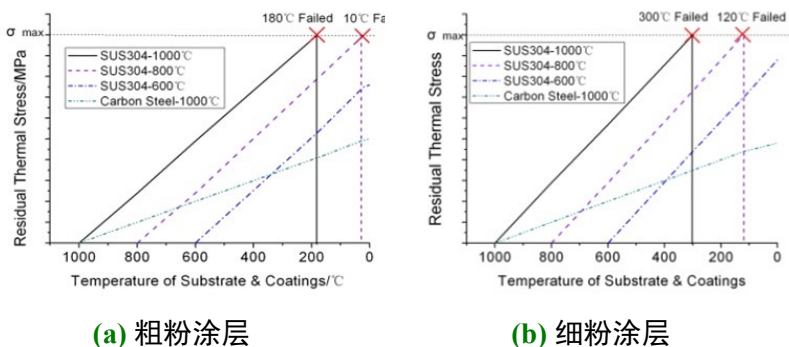 180℃ Failed 10℃ Fa
σ max
SUS304-1000℃
SUS304-800℃
SUS304-600℃
Carbon Steel-1000℃
Residual Thermal Stress/MPa
1000 800 600 400 200 0
Temperature of Substrate & Coatings/℃
(a) 粗粉涂层
300℃ Failed 120℃ Failed
σ max
SUS304-1000℃
SUS304-800℃
SUS304-600℃
Carbon Steel-1000℃
Residual Thermal Stress
1000 800 600 400 200 0
Temperature of Substrate & Coatings
(b) 细粉涂层